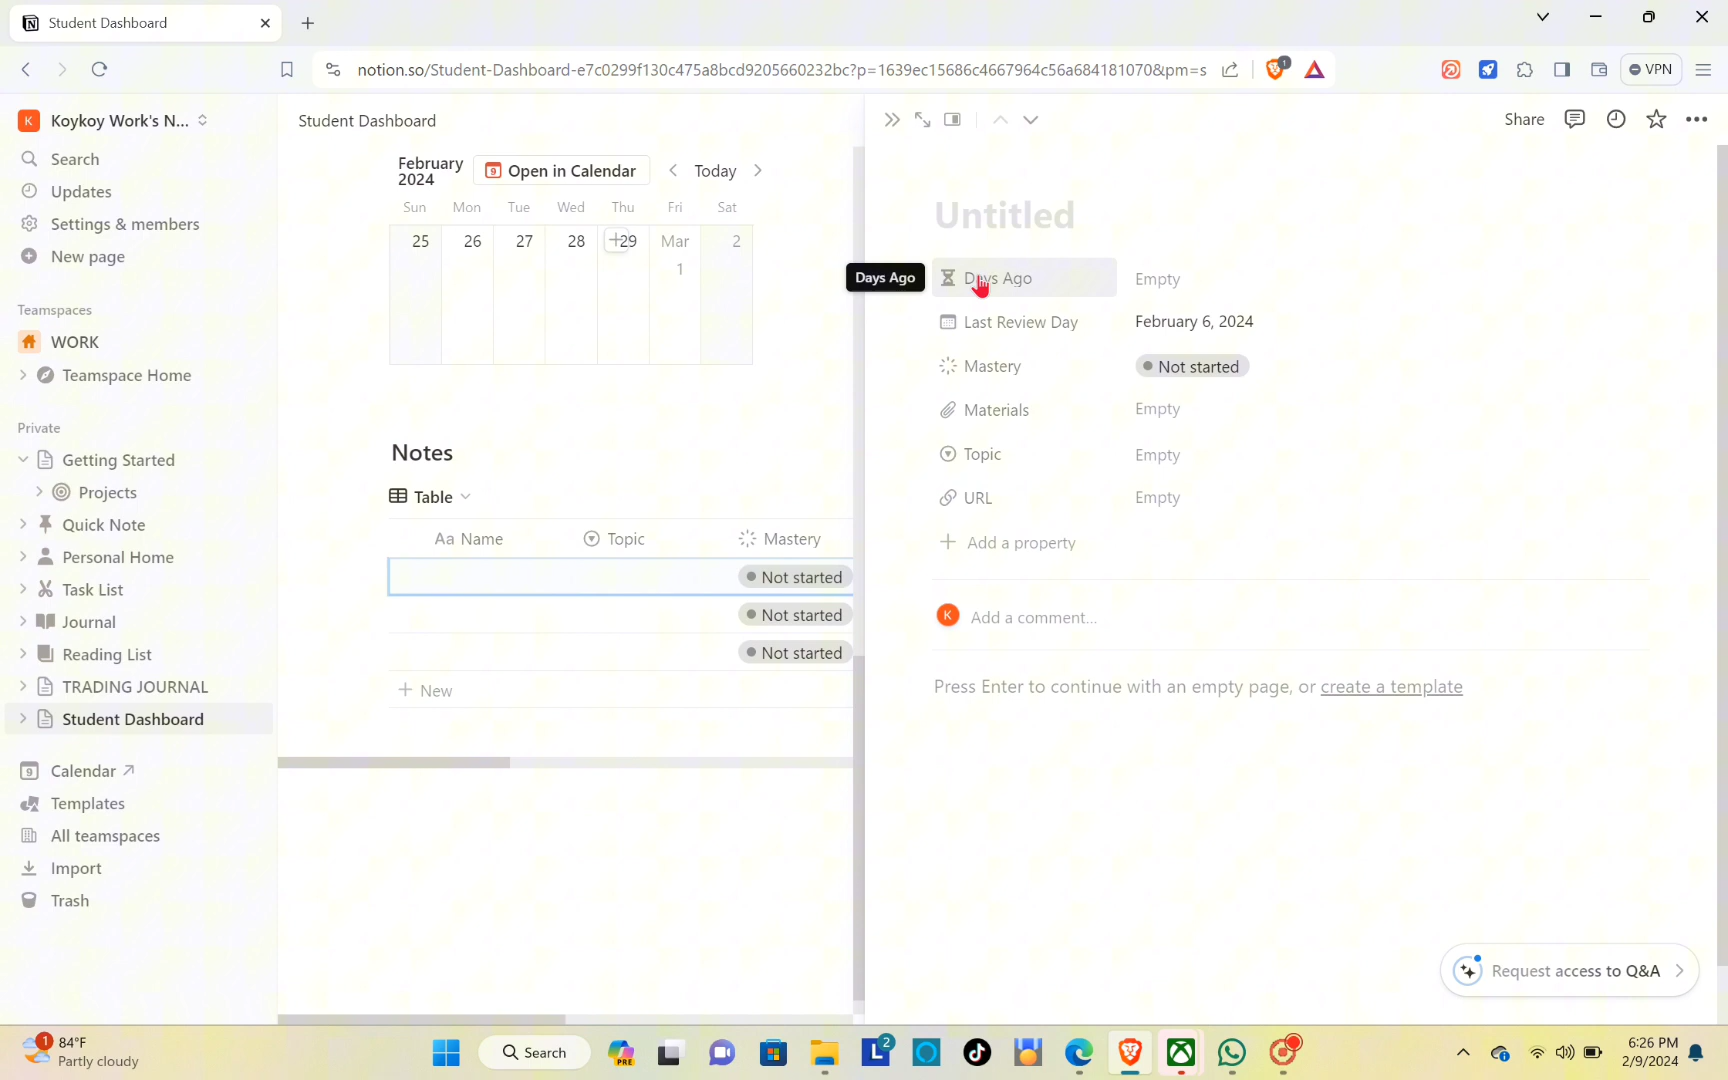 Student Dashboard
notion.so/Student-Dashboard-e7c0299f130c475a8bcd9205660232bc?p=1639ec15686c4667964c56a684181070&pm=s
1
VPN
K Koykoy Work's N...
Search
Updates
Settings & members
New page
Teamspaces
WORK
Teamspace Home
Private
Getting Started
Projects
Quick Note
Personal Home
Task List
Journal
Reading List
TRADING JOURNAL
Student Dashboard
9 Calendar
Templates
All teamspaces
Import
Trash
Student Dashboard
February 2024
9 Open in Calendar
Today
Sun Mon Tue Wed Thu Fri Sat
25 26 27 28 29 Mar 1 2
Notes
Table
Aa Name Topic Mastery
Not started
Not started
Not started
New
Share
Untitled
Days Ago
Days Ago Empty
Last Review Day February 6, 2024
Mastery Not started
Materials Empty
Topic Empty
URL Empty
Add a property
K Add a comment...
Press Enter to continue with an empty page, or create a template
Request access to Q&A
1 84°F
Partly cloudy
Search
PRE
L 2
6:26 PM
2/9/2024